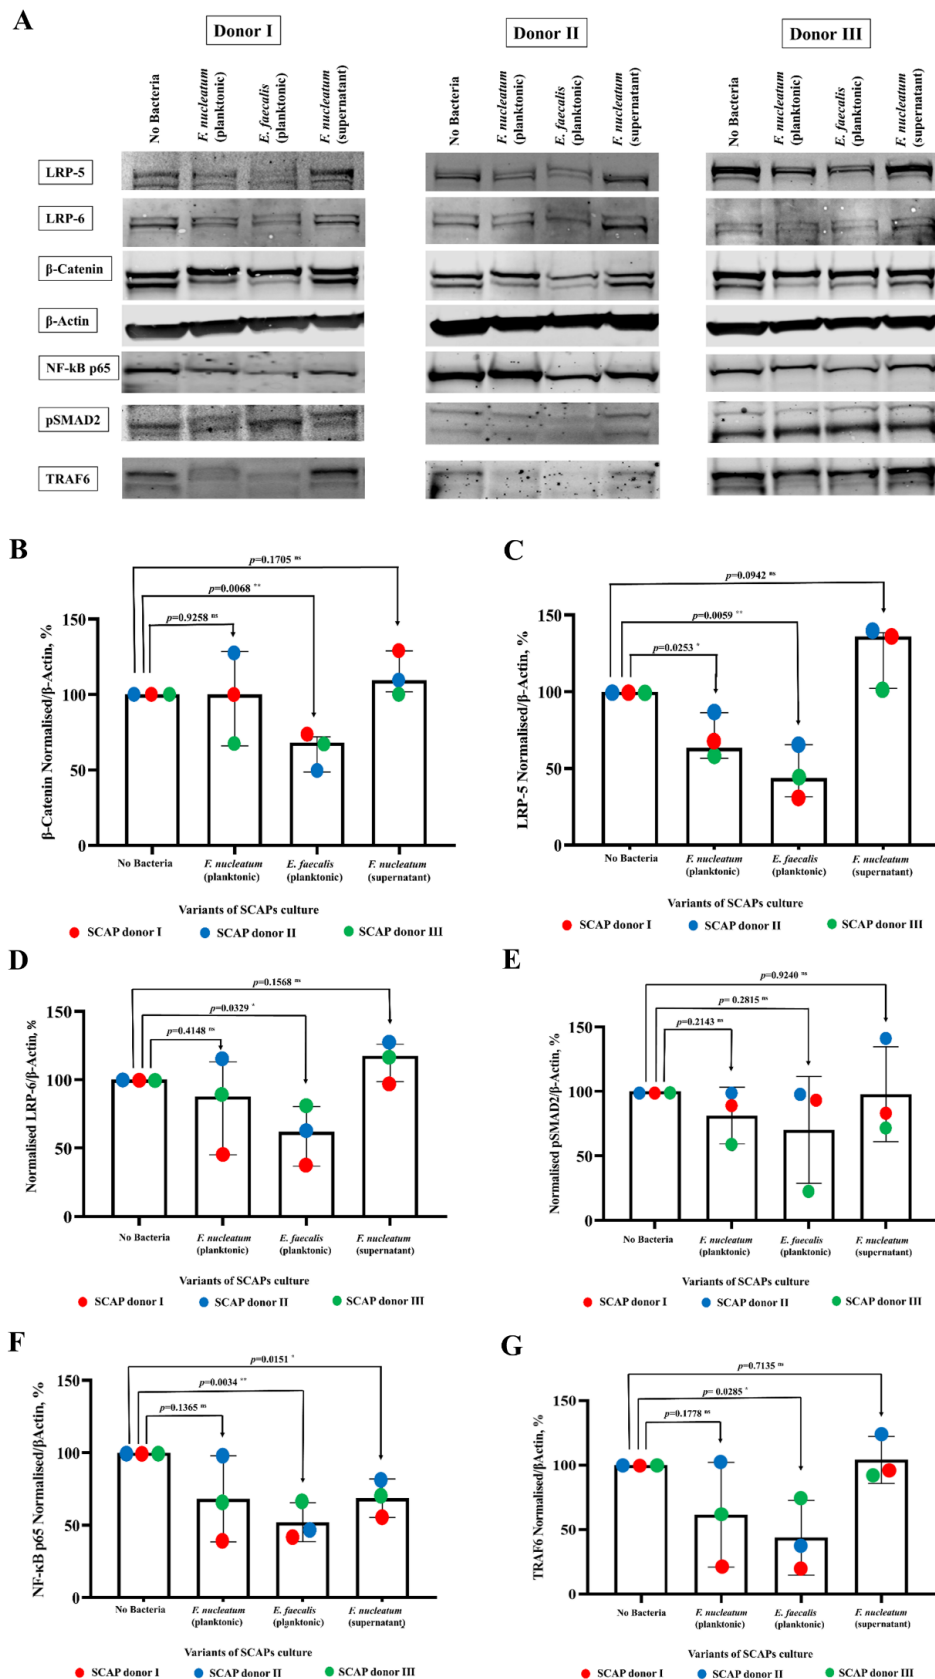 A
Donor I
Donor II
Donor III
No Bacteria
F. nucleatum
(planktonic)
E. faecalis
(planktonic)
F. nucleatum
(supernatant)
No Bacteria
F. nucleatum
(planktonic)
E. faecalis
(planktonic)
F. nucleatum
(supernatant)
No Bacteria
F. nucleatum
(planktonic)
E. faecalis
(planktonic)
F. nucleatum
(supernatant)
LRP-5
LRP-6
β-Catenin
β-Actin
NF-kB p65
pSMAD2
TRAF6
B
p=0.1705 ns
p=0.0068 **
p=0.9258 ns
β-Catenin Normalised/β-Actin, %
150
100
50
0
No Bacteria
F. nucleatum
(planktonic)
E. faecalis
(planktonic)
F. nucleatum
(supernatant)
Variants of SCAPs culture
SCAP donor I
SCAP donor II
SCAP donor III
C
p=0.0942 ns
p=0.0059 **
p=0.0253 *
LRP-5 Normalised/β-Actin, %
150
100
50
0
No Bacteria
F. nucleatum
(planktonic)
E. faecalis
(planktonic)
F. nucleatum
(supernatant)
Variants of SCAPs culture
SCAP donor I
SCAP donor II
SCAP donor III
D
p=0.1568 ns
p=0.0329 *
p=0.4148 ns
Normalised LRP-6/β-Actin, %
150
100
50
0
No Bacteria
F. nucleatum
(planktonic)
E. faecalis
(planktonic)
F. nucleatum
(supernatant)
Variants of SCAPs culture
SCAP donor I
SCAP donor II
SCAP donor III
E
p=0.9240 ns
p= 0.2815 ns
p=0.2143 ns
Normalised pSMAD2/β-Actin, %
150
100
50
0
No Bacteria
F. nucleatum
(planktonic)
E. faecalis
(planktonic)
F. nucleatum
(supernatant)
Variants of SCAPs culture
SCAP donor I
SCAP donor II
SCAP donor III
F
p=0.0151 *
p=0.0034 **
p=0.1365 ns
NF-κB p65 Normalised/βActin, %
150
100
50
0
No Bacteria
F. nucleatum
(planktonic)
E. faecalis
(planktonic)
F. nucleatum
(supernatant)
Variants of SCAPs culture
SCAP donor I
SCAP donor II
SCAP donor III
G
p=0.7135 ns
p= 0.0285 *
p=0.1778 ns
TRAF6 Normalised/βActin, %
150
100
50
0
No Bacteria
F. nucleatum
(planktonic)
E. faecalis
(planktonic)
F. nucleatum
(supernatant)
Variants of SCAPs culture
SCAP donor I
SCAP donor II
SCAP donor III